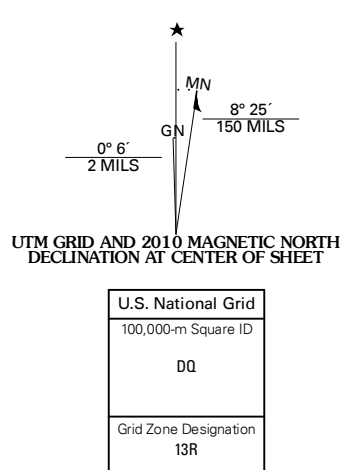 MN
8° 25´
150 MILS
GN
0° 6´
2 MILS
UTM GRID AND 2010 MAGNETIC NORTH
DECLINATION AT CENTER OF SHEET
U.S. National Grid
100,000-m Square ID
DQ
Grid Zone Designation
13R